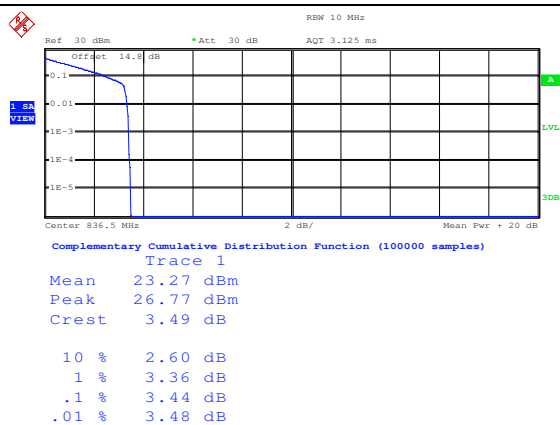 RBW 10 MHz
Ref 30 dBm *Att 30 dB AQT 3.125 ms
Offset 14.8 dB
0.1
A
0.01
1 SA
VIEW
1E-3
LVL
1E-4
1E-5
3DB
Center 836.5 MHz 2 dB/ Mean Pwr + 20 dB
Complementary Cumulative Distribution Function (100000 samples)
Trace 1
Mean 23.27 dBm
Peak 26.77 dBm
Crest 3.49 dB
10 % 2.60 dB
1 % 3.36 dB
.1 % 3.44 dB
.01 % 3.48 dB